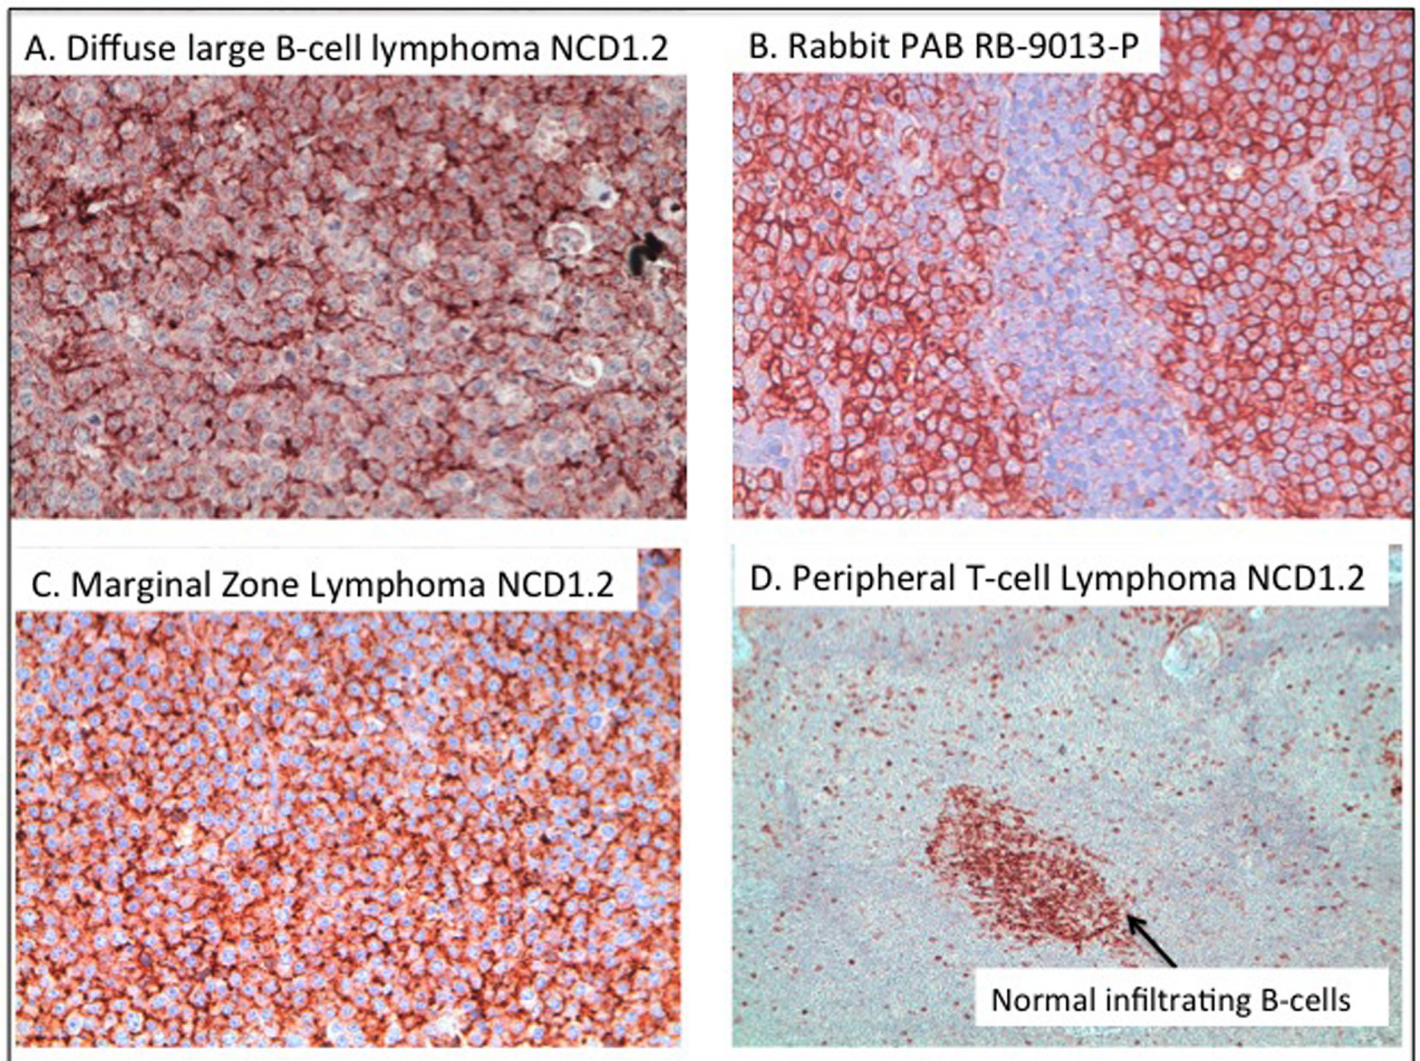 A. Diffuse large B-cell lymphoma NCD1.2
B. Rabbit PAB RB-9013-P
C. Marginal Zone Lymphoma NCD1.2
D. Peripheral T-cell Lymphoma NCD1.2
Normal infiltrating B-cells